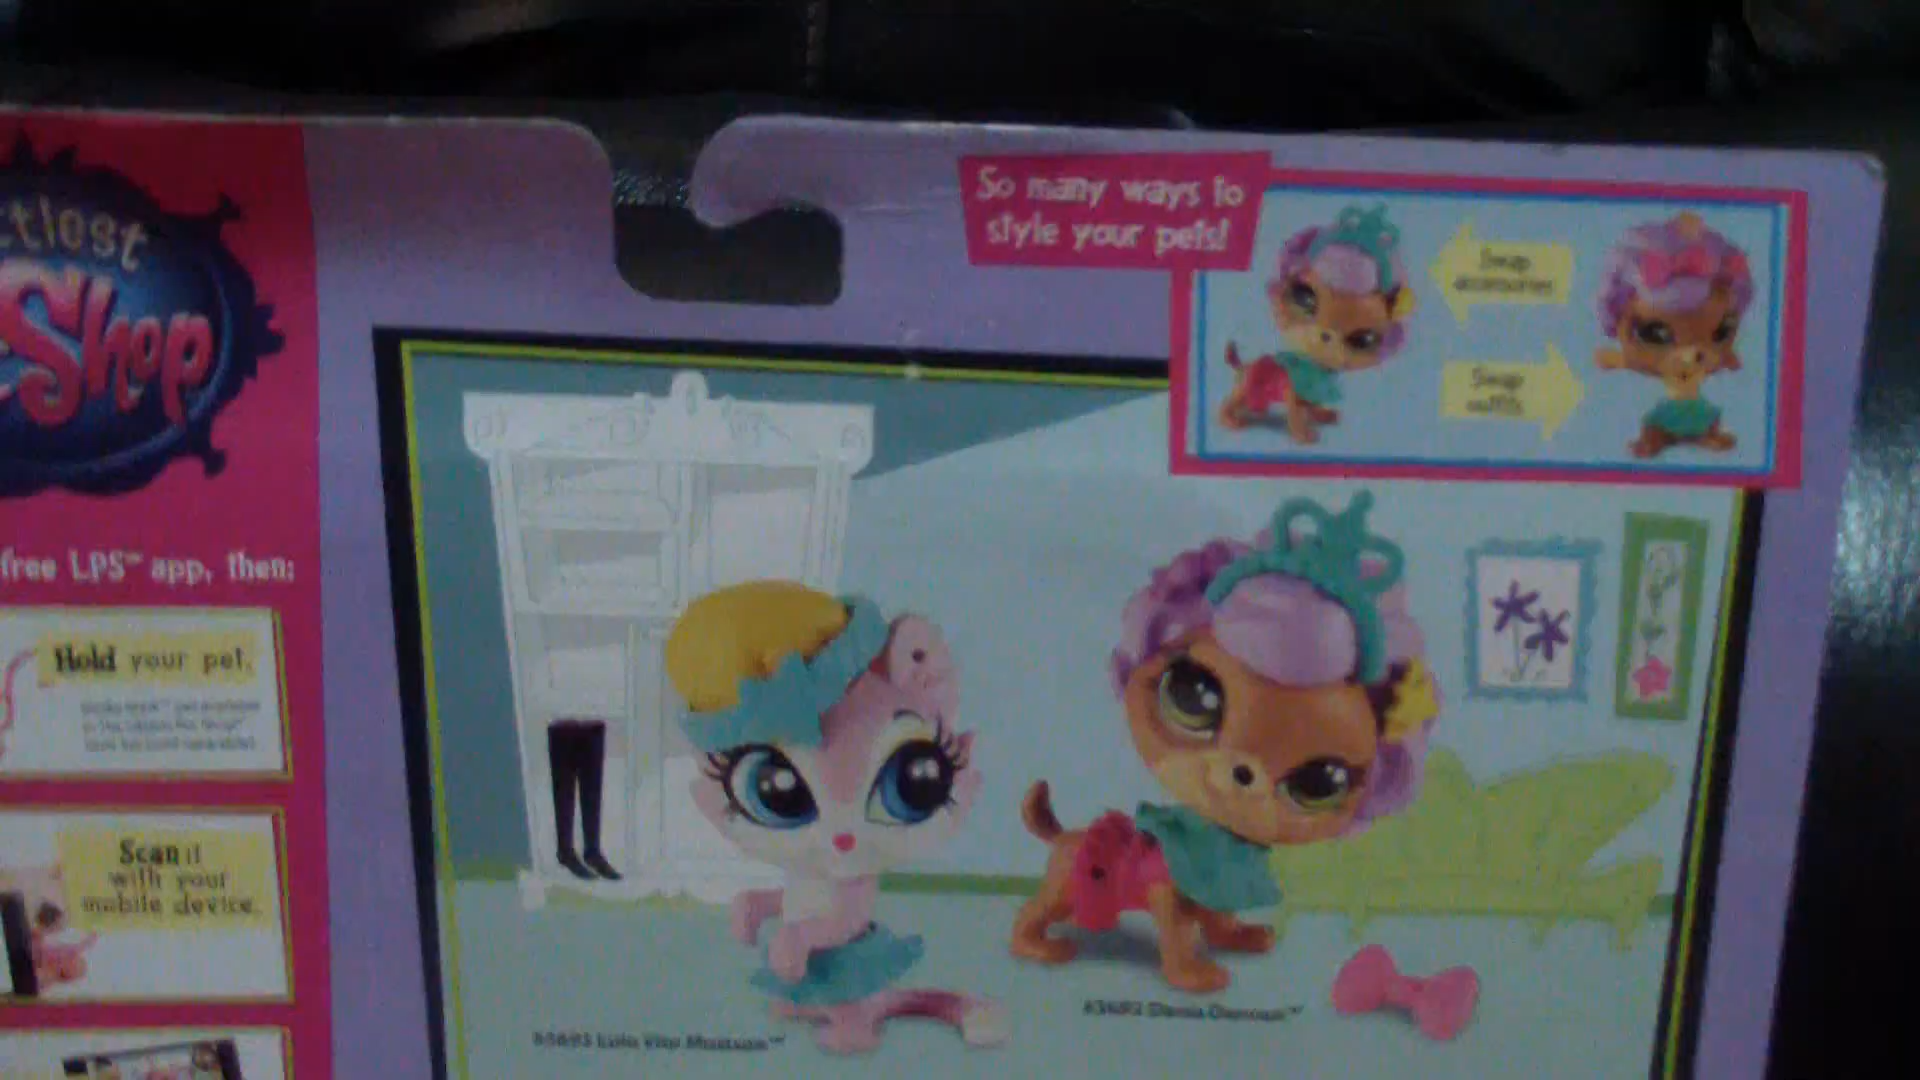 ttlest
Shop
free LPS™ app, then:
Hold your pet.
Scan it
with your
mobile device.
So many ways to
style your pets!
Swap
accessories
Swap
outfits